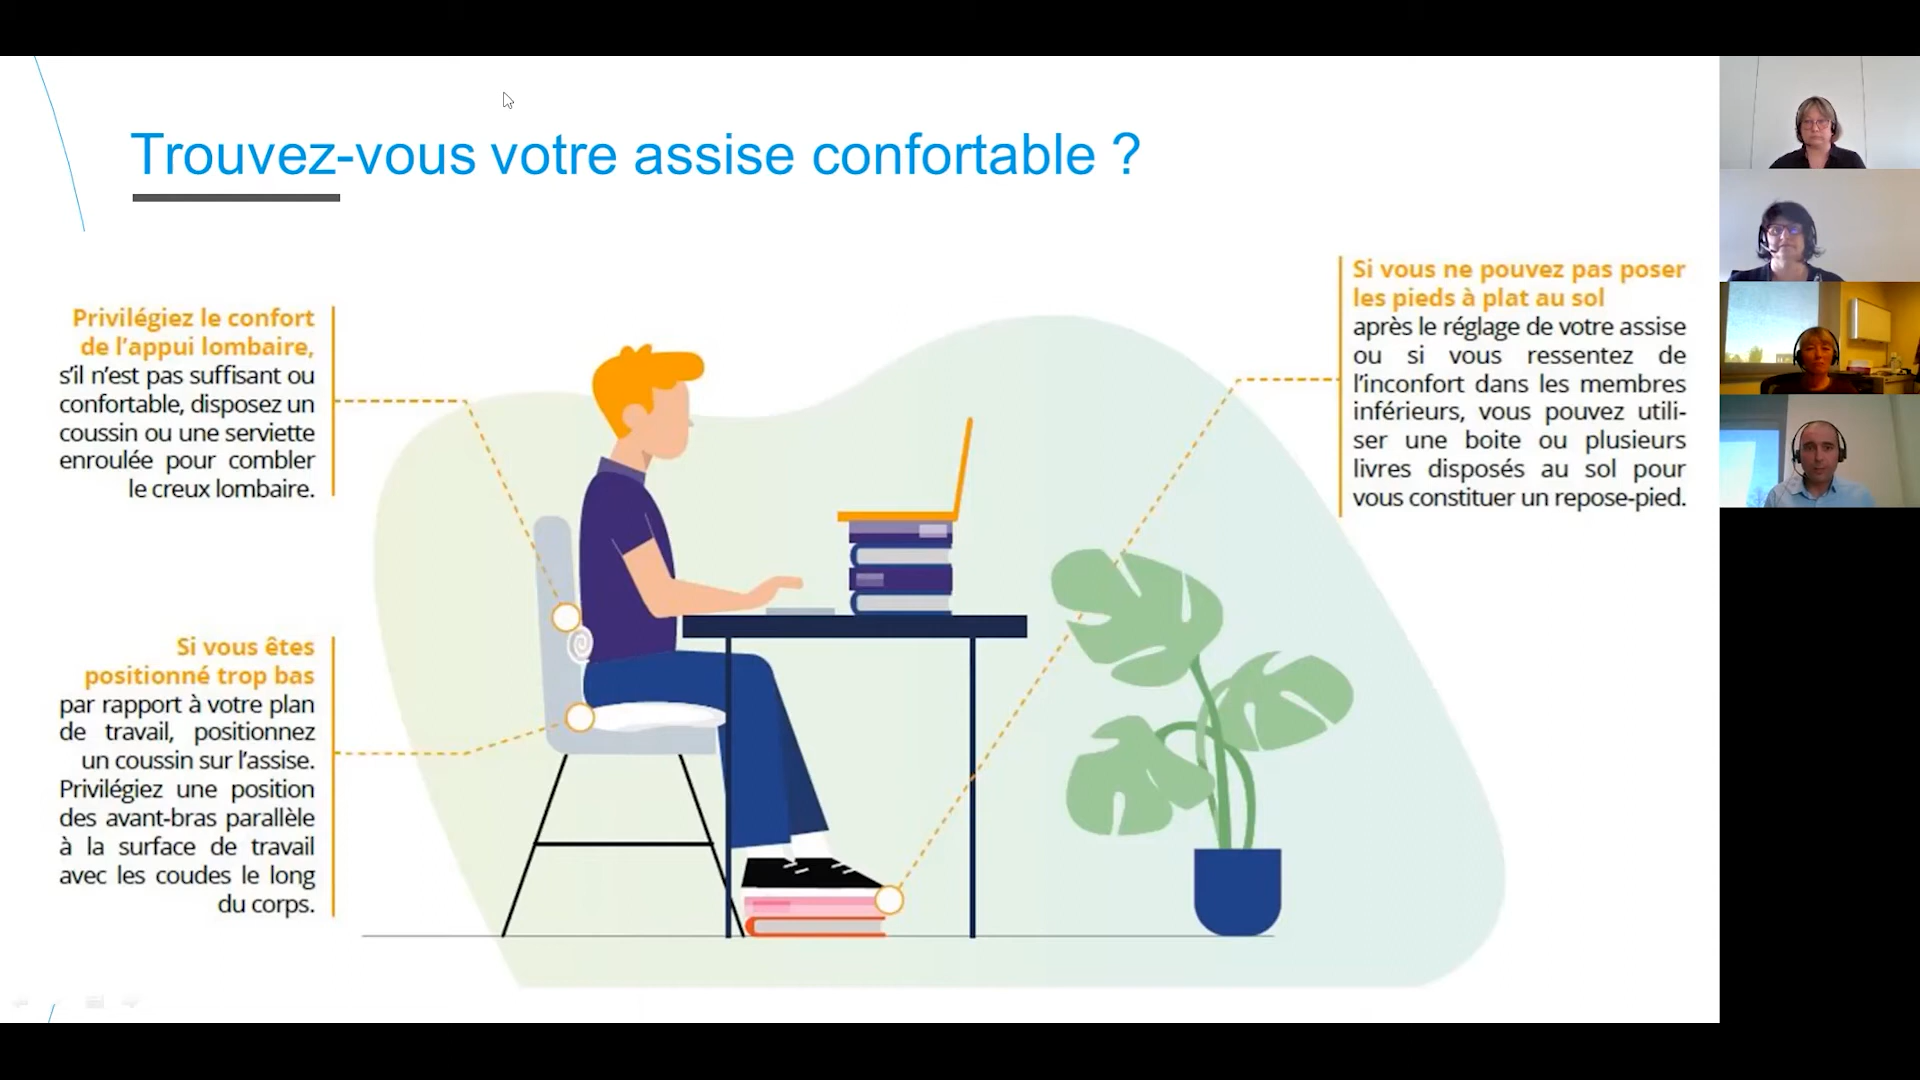 Trouvez-vous votre assise confortable ?
Privilégiez le confort
de l’appui lombaire,
s’il n’est pas suffisant ou
confortable, disposez un
coussin ou une serviette
enroulée pour combler
le creux lombaire.
Si vous êtes
positionné trop bas
par rapport à votre plan
de travail, positionnez
un coussin sur l’assise.
Privilégiez une position
des avant-bras parallèle
à la surface de travail
avec les coudes le long
du corps.
Si vous ne pouvez pas poser
les pieds à plat au sol
après le réglage de votre assise
ou si vous ressentez de
l’inconfort dans les membres
inférieurs, vous pouvez utili-
ser une boite ou plusieurs
livres disposés au sol pour
vous constituer un repose-pied.